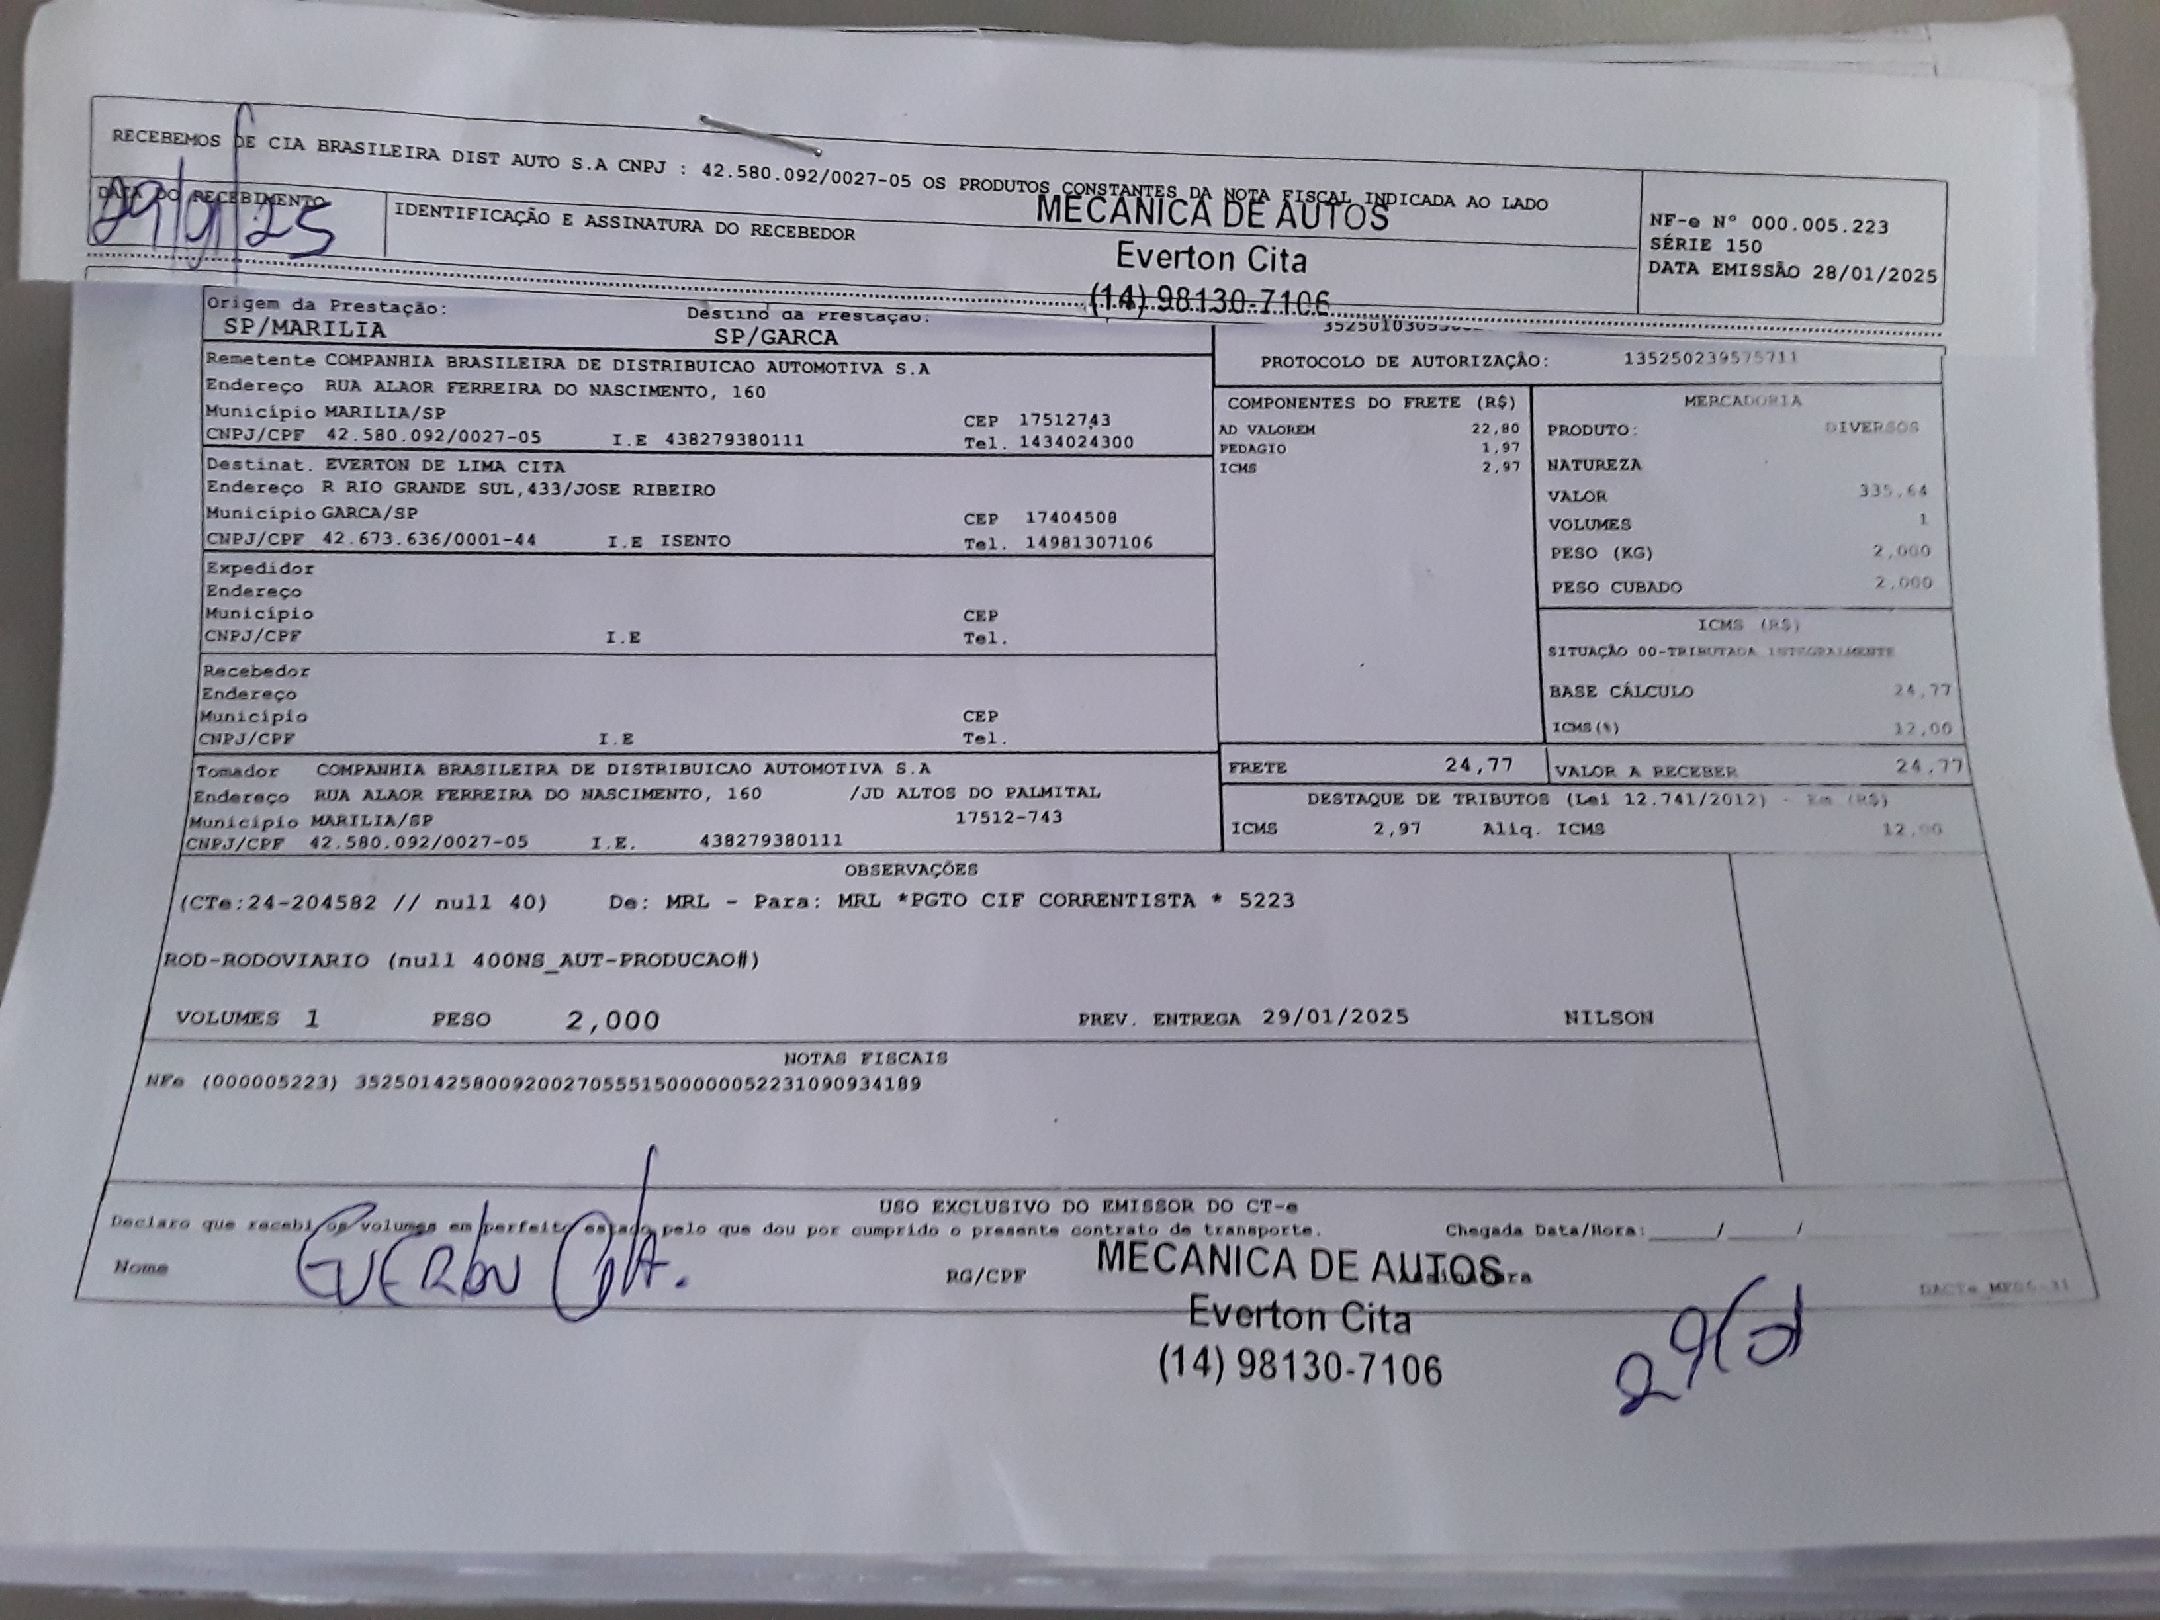 RECEBEMOS DE CIA BRASILEIRA DIST AUTO S.A CNPJ : 42.580.092/0027-05 OS PRODUTOS CONSTANTES DA NOTA FISCAL INDICADA AO LADO
DATA DO RECEBIMENTO
29/01/25
IDENTIFICAÇÃO E ASSINATURA DO RECEBEDOR
MECANICA DE AUTOS
Everton Cita
(14) 98130-7106
NF-e Nº 000.005.223
SÉRIE 150
DATA EMISSÃO 28/01/2025
Origem da Prestação: Destino da Prestação:
SP/MARILIA SP/GARCA
Remetente COMPANHIA BRASILEIRA DE DISTRIBUICAO AUTOMOTIVA S.A
Endereço RUA ALAOR FERREIRA DO NASCIMENTO, 160
Município MARILIA/SP CEP 17512743
CNPJ/CPF 42.580.092/0027-05 I.E 438279380111 Tel. 1434024300
Destinat. EVERTON DE LIMA CITA
Endereço R RIO GRANDE SUL,433/JOSE RIBEIRO
Município GARCA/SP CEP 17404508
CNPJ/CPF 42.673.636/0001-44 I.E ISENTO Tel. 14981307106
Expedidor
Endereço
Município CEP
CNPJ/CPF I.E Tel.
Recebedor
Endereço
Município CEP
CNPJ/CPF I.E Tel.
Tomador COMPANHIA BRASILEIRA DE DISTRIBUICAO AUTOMOTIVA S.A
Endereço RUA ALAOR FERREIRA DO NASCIMENTO, 160 /JD ALTOS DO PALMITAL
Município MARILIA/SP 17512-743
CNPJ/CPF 42.580.092/0027-05 I.E. 438279380111
PROTOCOLO DE AUTORIZAÇÃO: 135250239575711
COMPONENTES DO FRETE (R$)
AD VALOREM 22,80
PEDAGIO 1,97
ICMS 2,97
MERCADORIA
PRODUTO: DIVERSOS
NATUREZA
VALOR 335,64
VOLUMES 1
PESO (KG) 2,000
PESO CUBADO 2,000
ICMS (R$)
SITUAÇÃO 00-TRIBUTADA INTEGRALMENTE
BASE CÁLCULO 24,77
ICMS(%) 12,00
FRETE 24,77 VALOR A RECEBER 24,77
DESTAQUE DE TRIBUTOS (Lei 12.741/2012) - Em (R$)
ICMS 2,97 Aliq. ICMS 12,00
OBSERVAÇÕES
(CTe:24-204582 // null 40) De: MRL - Para: MRL *PGTO CIF CORRENTISTA * 5223
ROD-RODOVIARIO (null 400NS_AUT-PRODUCAO#)
VOLUMES 1 PESO 2,000 PREV. ENTREGA 29/01/2025 NILSON
NOTAS FISCAIS
NFe (000005223) 35250142580092002705551500000052231090934189
USO EXCLUSIVO DO EMISSOR DO CT-e
Declaro que recebi os volumes em perfeito estado pelo que dou por cumprido o presente contrato de transporte. Chegada Data/Hora:_____/_____/
Nome Everton Cita. RG/CPF
MECANICA DE AUTOS
Everton Cita
(14) 98130-7106
29/01